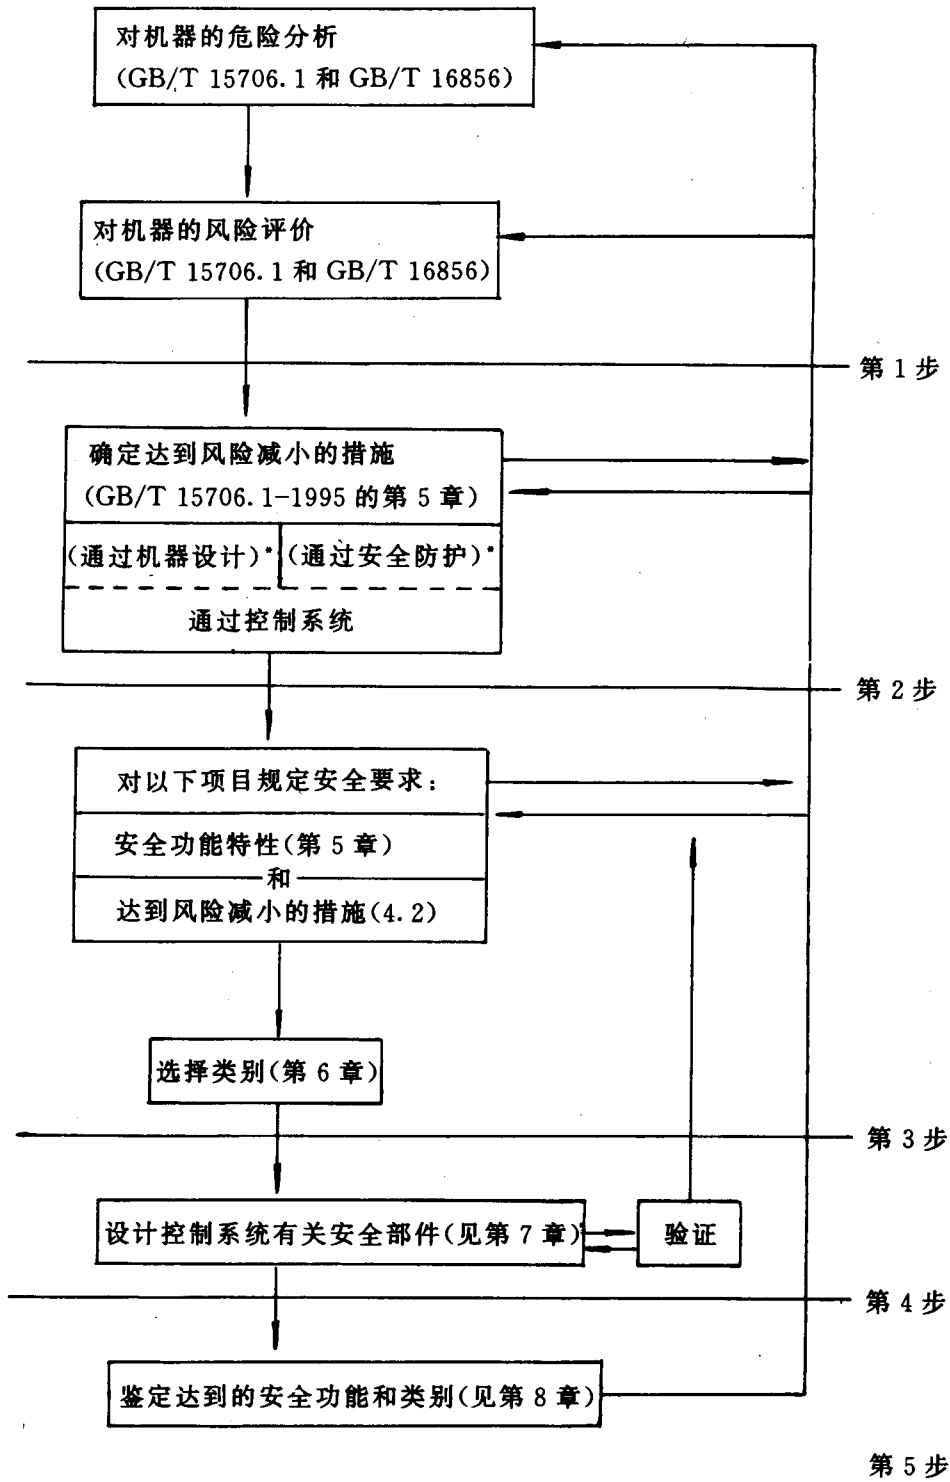 对机器的危险分析
(GB/T 15706.1 和 GB/T 16856)
对机器的风险评价
(GB/T 15706.1 和 GB/T 16856)
第 1 步
确定达到风险减小的措施
(GB/T 15706.1-1995 的第 5 章)
(通过机器设计)* (通过安全防护)*
通过控制系统
第 2 步
对以下项目规定安全要求:
安全功能特性(第 5 章)
和
达到风险减小的措施(4.2)
选择类别(第 6 章)
第 3 步
设计控制系统有关安全部件(见第 7 章) 验证
第 4 步
鉴定达到的安全功能和类别(见第 8 章)
第 5 步